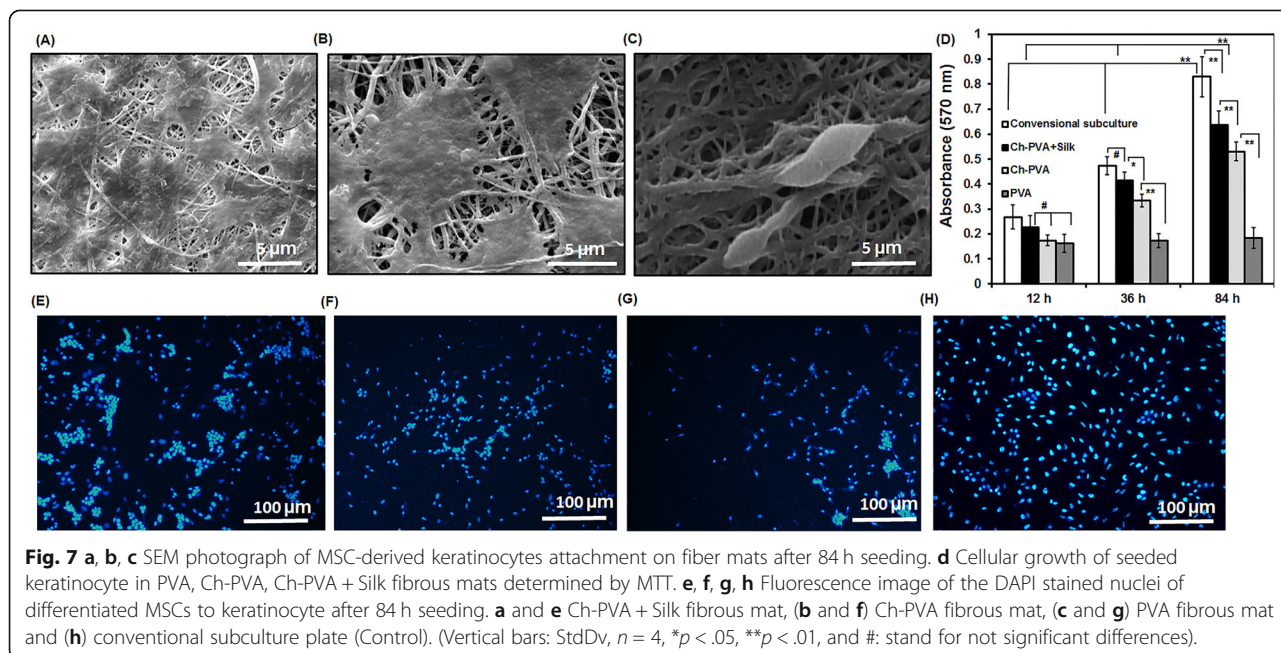 (A)
(B)
(C)
(D)
5 µm
5 µm
5 µm
Absorbance (570 nm)
1
0.9
0.8
0.7
0.6
0.5
0.4
0.3
0.2
0.1
0
Conventional subculture
Ch-PVA+Silk
Ch-PVA
PVA
**
**
**
**
**
#
*
**
#
12 h
36 h
84 h
(E)
(F)
(G)
(H)
100 µm
100 µm
100 µm
100 µm
Fig. 7 a, b, c SEM photograph of MSC-derived keratinocytes attachment on fiber mats after 84 h seeding. d Cellular growth of seeded
keratinocyte in PVA, Ch-PVA, Ch-PVA + Silk fibrous mats determined by MTT. e, f, g, h Fluorescence image of the DAPI stained nuclei of
differentiated MSCs to keratinocyte after 84 h seeding. a and e Ch-PVA + Silk fibrous mat, (b and f) Ch-PVA fibrous mat, (c and g) PVA fibrous mat
and (h) conventional subculture plate (Control). (Vertical bars: StdDv, n = 4, *p < .05, **p < .01, and #: stand for not significant differences).